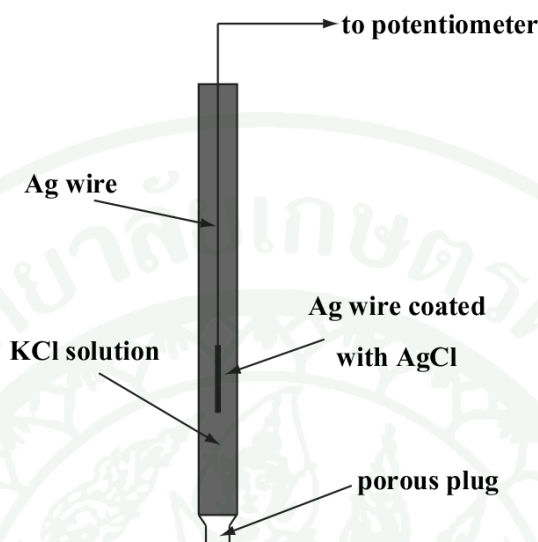 to potentiometer
Ag wire
Ag wire coated
with AgCl
KCl solution
porous plug